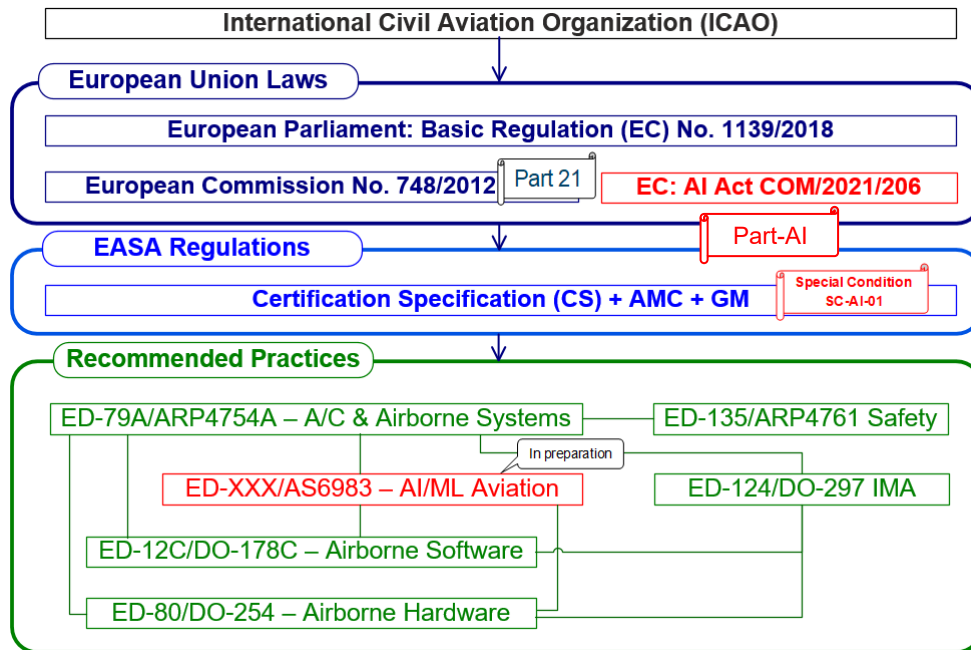 International Civil Aviation Organization (ICAO)
European Union Laws
European Parliament: Basic Regulation (EC) No. 1139/2018
European Commission No. 748/2012
Part 21
EC: AI Act COM/2021/206
Part-AI
EASA Regulations
Certification Specification (CS) + AMC + GM
Special Condition
SC-AI-01
Recommended Practices
ED-79A/ARP4754A – A/C & Airborne Systems
ED-135/ARP4761 Safety
In preparation
ED-XXX/AS6983 – AI/ML Aviation
ED-124/DO-297 IMA
ED-12C/DO-178C – Airborne Software
ED-80/DO-254 – Airborne Hardware